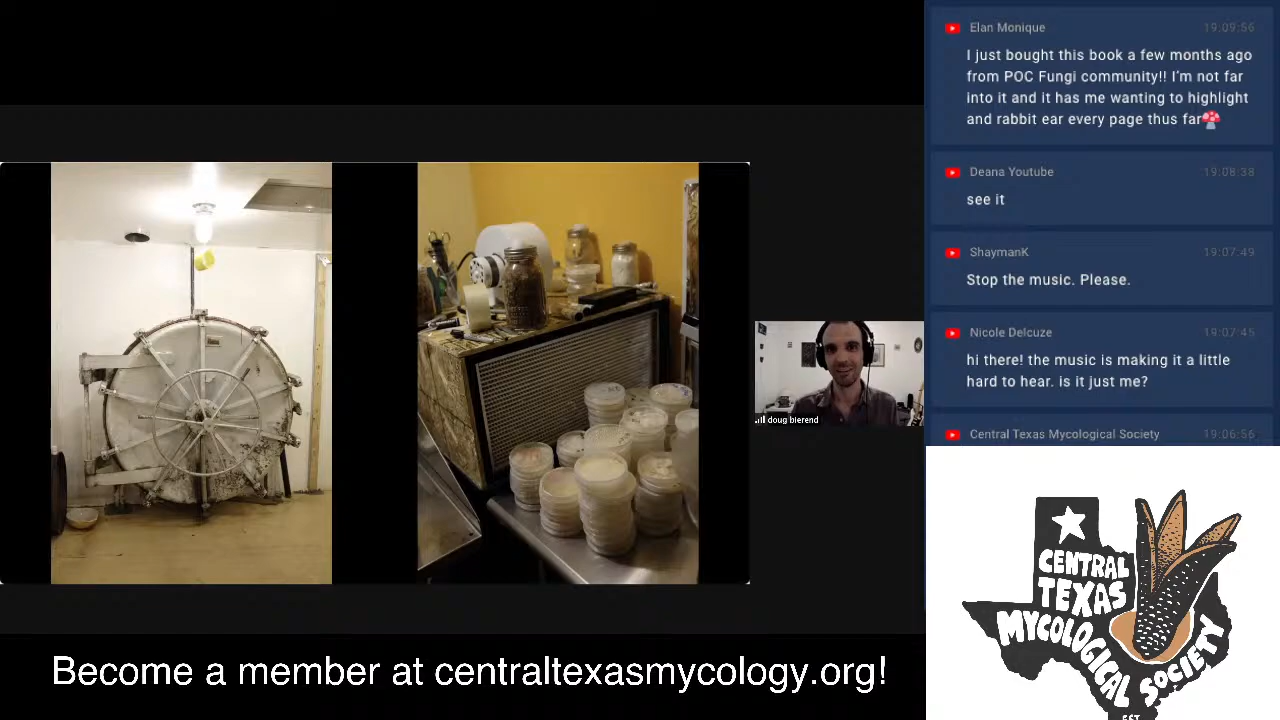 Elan Monique 19:09:56
I just bought this book a few months ago
from POC Fungi community!! I'm not far
into it and it has me wanting to highlight
and rabbit ear every page thus far🍄
Deana Youtube 19:08:38
see it
ShaymanK 19:07:49
Stop the music. Please.
Nicole Delcuze 19:07:45
hi there! the music is making it a little
hard to hear. is it just me?
Central Texas Mycological Society 19:06:56
doug bierend
CENTRAL
TEXAS
MYCOLOGICAL SOCIETY
EST
Become a member at centraltexasmycology.org!